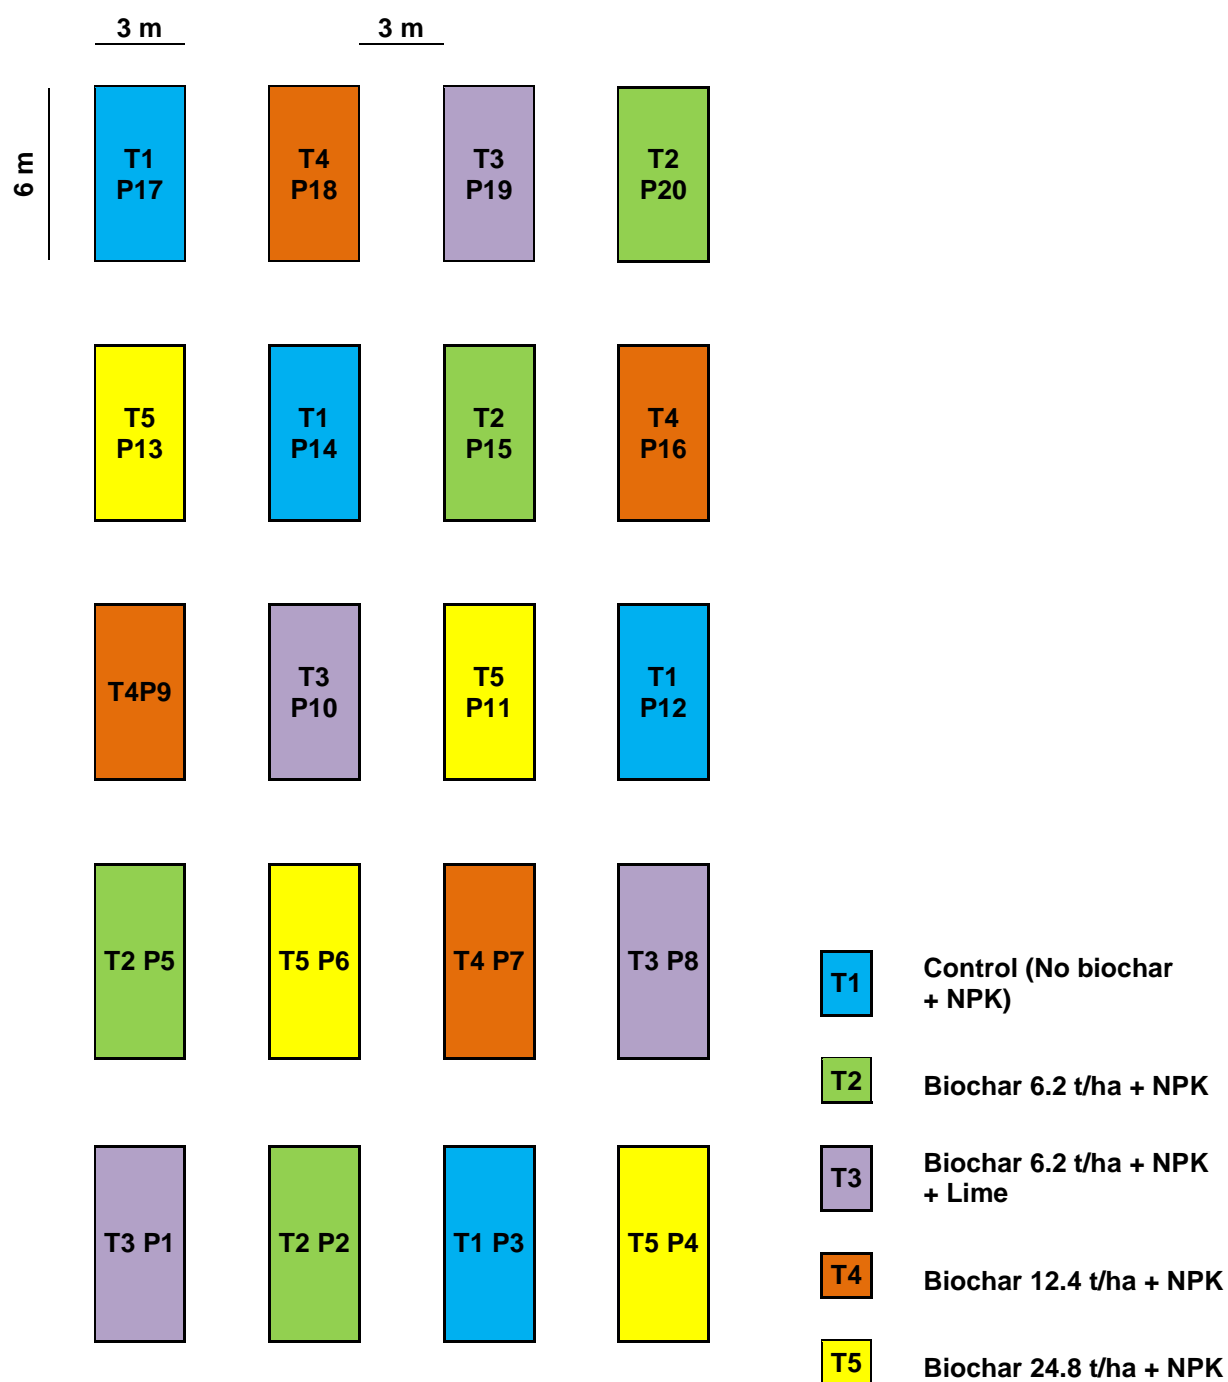 3 m
3 m
6 m
T1
P17
T4
P18
T3
P19
T2
P20
T5
P13
T1
P14
T2
P15
T4
P16
T4P9
T3
P10
T5
P11
T1
P12
T2 P5
T5 P6
T4 P7
T3 P8
T3 P1
T2 P2
T1 P3
T5 P4
T1
Control (No biochar
+ NPK)
T2
Biochar 6.2 t/ha + NPK
T3
Biochar 6.2 t/ha + NPK
+ Lime
T4
Biochar 12.4 t/ha + NPK
T5
Biochar 24.8 t/ha + NPK